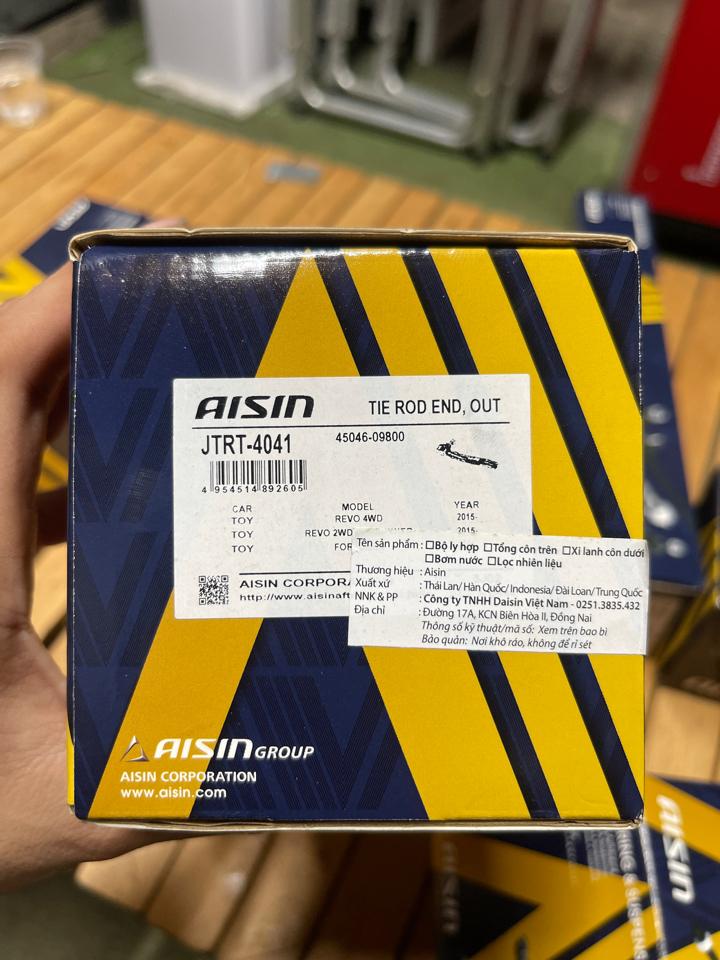 AISIN TIE ROD END, OUT
JTRT-4041 45046-09800
4 954514 892605
CAR MODEL YEAR
TOY REVO 4WD 2015-
TOY REVO 2WD 2015-
TOY FOR
AISIN CORPORA
http://www.aisinaft
Tên sản phẩm : ☐Bộ ly hợp ☐Tổng côn trên ☐Xi lanh côn dưới
☐Bơm nước ☐Lọc nhiên liệu
Thương hiệu : Aisin
Xuất xứ : Thái Lan/ Hàn Quốc/ Indonesia/ Đài Loan/ Trung Quốc
NNK & PP : Công ty TNHH Daisin Việt Nam - 0251.3835.432
Địa chỉ : Đường 17A, KCN Biên Hòa II, Đồng Nai
Thông số kỹ thuật/mã số: Xem trên bao bì
Bảo quản: Nơi khô ráo, không để rỉ sét
AISIN GROUP
AISIN CORPORATION
www.aisin.com
AISIN